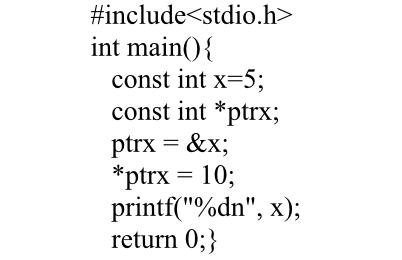 #include<stdio.h>
int main(){
const int x=5;
const int *ptrx;
ptrx = &x;
*ptrx = 10;
printf("%dn", x);
return 0;}